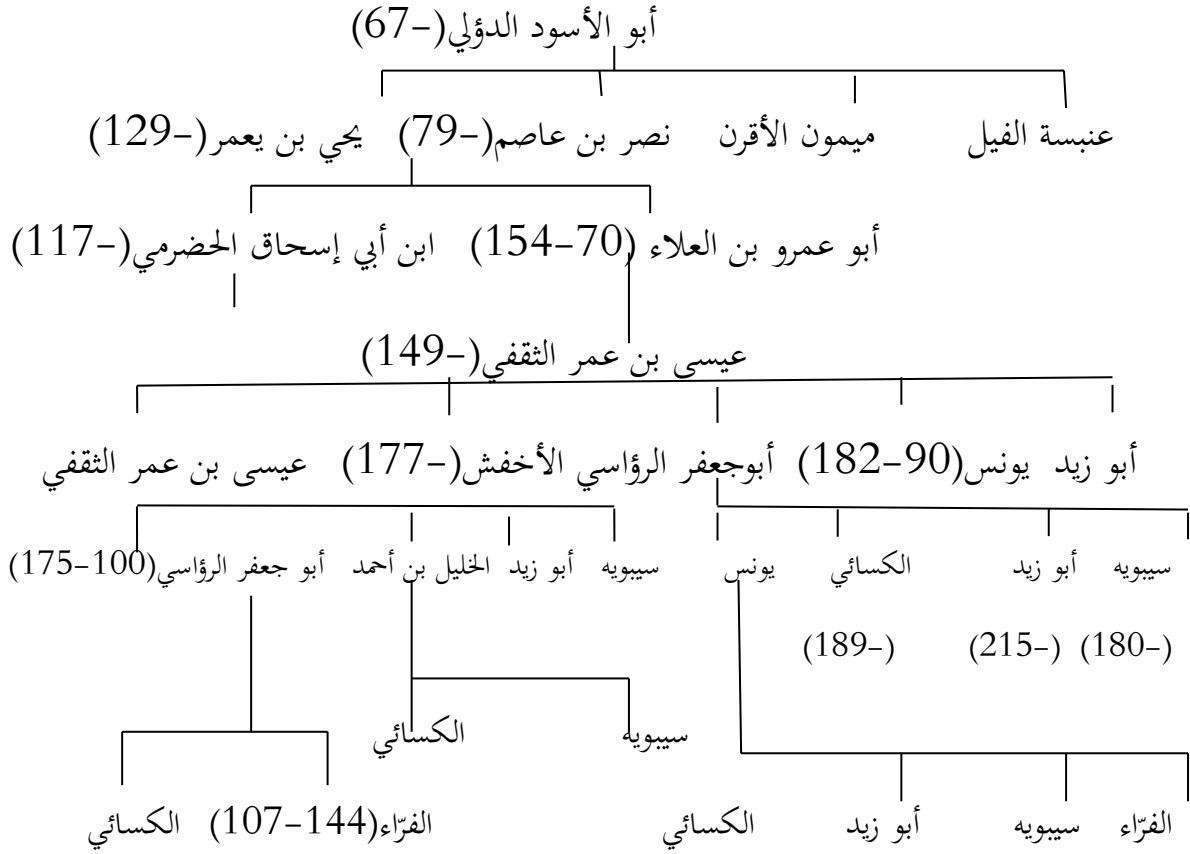 أبو الأسود الدؤلي(-67)
عنبسة الفيل ميمون الأقرن نصر بن عاصم(-79) يحي بن يعمر(-129)
أبو عمرو بن العلاء (70-154) ابن أبي إسحاق الحضرمي(-117)
عيسى بن عمر الثقفي(-149)
أبو زيد يونس(90-182) أبوجعفر الرؤاسي الأخفش(-177) عيسى بن عمر الثقفي
سيبويه أبو زيد الكسائي يونس سيبويه أبو زيد الخليل بن أحمد أبو جعفر الرؤاسي(100-175)
(-180) (-215) (-189)
سيبويه الكسائي
الفرّاء سيبويه أبو زيد الكسائي الفرّاء(144-107) الكسائي